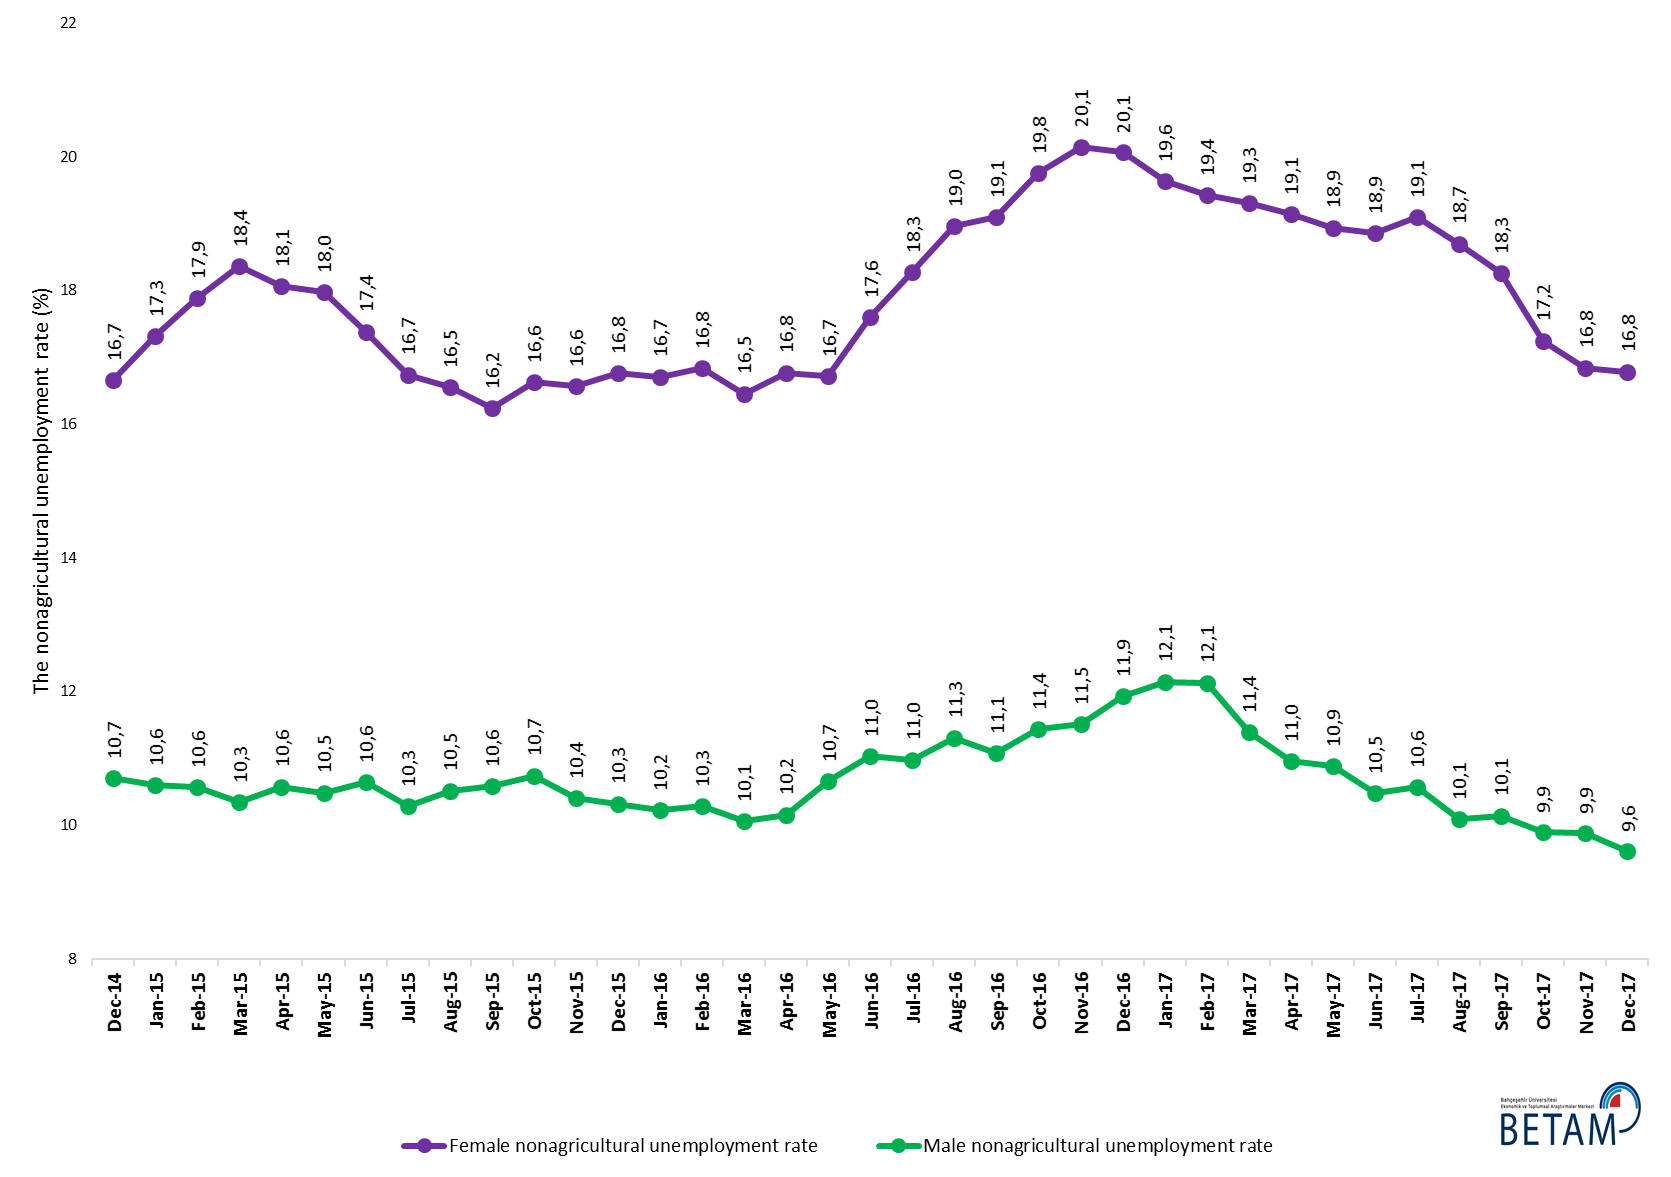 The nonagricultural unemployment rate (%)
22
20
18
16
14
12
10
8
16,7 17,3 17,9 18,4 18,1 18,0 17,4 16,7 16,5 16,2 16,6 16,6 16,8 16,7 16,8 16,5 16,8 16,7 17,6 18,3 19,0 19,1 19,8 20,1 20,1 19,6 19,4 19,3 19,1 18,9 18,9 19,1 18,7 18,3 17,2 16,8 16,8
10,7 10,6 10,6 10,3 10,6 10,5 10,6 10,3 10,5 10,6 10,7 10,4 10,3 10,2 10,3 10,1 10,2 10,7 11,0 11,0 11,3 11,1 11,4 11,5 11,9 12,1 12,1 11,4 11,0 10,9 10,5 10,6 10,1 10,1 9,9 9,9 9,6
Dec-14 Jan-15 Feb-15 Mar-15 Apr-15 May-15 Jun-15 Jul-15 Aug-15 Sep-15 Oct-15 Nov-15 Dec-15 Jan-16 Feb-16 Mar-16 Apr-16 May-16 Jun-16 Jul-16 Aug-16 Sep-16 Oct-16 Nov-16 Dec-16 Jan-17 Feb-17 Mar-17 Apr-17 May-17 Jun-17 Jul-17 Aug-17 Sep-17 Oct-17 Nov-17 Dec-17
Female nonagricultural unemployment rate
Male nonagricultural unemployment rate
Bahçeşehir Üniversitesi
Ekonomik ve Toplumsal Araştırmalar Merkezi
BETAM